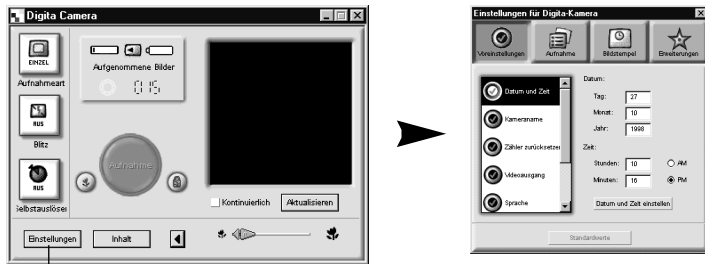 Digita Camera
EINZEL
Aufnahmeart
AUS
Blitz
AUS
Selbstauslöser
Aufgenommene Bilder
015
Aufnahme
Kontinuierlich
Aktualisieren
Einstellungen
Inhalt
Einstellungen für Digita-Kamera
Voreinstellungen
Aufnahme
Bildstempel
Erweiterungen
Datum und Zeit
Kameraname
Zähler zurücksetzen
Videoausgang
Sprache
Datum:
Tag: 27
Monat: 10
Jahr: 1998
Zeit:
Stunden: 10 AM
Minuten: 16 PM
Datum und Zeit einstellen
Standardwerte